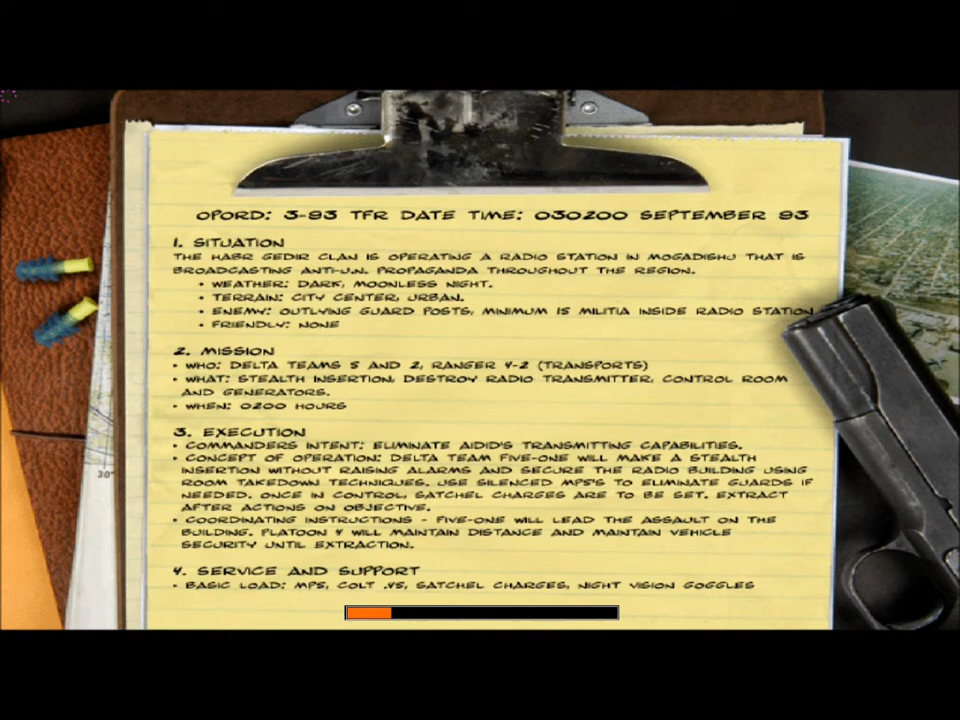 OPORD: 3-93 TFR DATE TIME: 030200 SEPTEMBER 93
1. SITUATION
THE HABR GEDIR CLAN IS OPERATING A RADIO STATION IN MOGADISHU THAT IS
BROADCASTING ANTI-U.N. PROPAGANDA THROUGHOUT THE REGION.
• WEATHER: DARK, MOONLESS NIGHT.
• TERRAIN: CITY CENTER, URBAN.
• ENEMY: OUTLYING GUARD POSTS, MINIMUM 15 MILITIA INSIDE RADIO STATION
• FRIENDLY: NONE
2. MISSION
• WHO: DELTA TEAMS 5 AND 2, RANGER 4-2 (TRANSPORTS)
• WHAT: STEALTH INSERTION, DESTROY RADIO TRANSMITTER, CONTROL ROOM
AND GENERATORS.
• WHEN: 0200 HOURS
3. EXECUTION
• COMMANDERS INTENT: ELIMINATE AIDID'S TRANSMITTING CAPABILITIES.
• CONCEPT OF OPERATION: DELTA TEAM FIVE-ONE WILL MAKE A STEALTH
INSERTION WITHOUT RAISING ALARMS AND SECURE THE RADIO BUILDING USING
ROOM TAKEDOWN TECHNIQUES. USE SILENCED MP5'S TO ELIMINATE GUARDS IF
NEEDED. ONCE IN CONTROL, SATCHEL CHARGES ARE TO BE SET. EXTRACT
AFTER ACTIONS ON OBJECTIVE.
• COORDINATING INSTRUCTIONS - FIVE-ONE WILL LEAD THE ASSAULT ON THE
BUILDING. PLATOON 4 WILL MAINTAIN DISTANCE AND MAINTAIN VEHICLE
SECURITY UNTIL EXTRACTION.
4. SERVICE AND SUPPORT
• BASIC LOAD: MP5, COLT .45, SATCHEL CHARGES, NIGHT VISION GOGGLES
30°